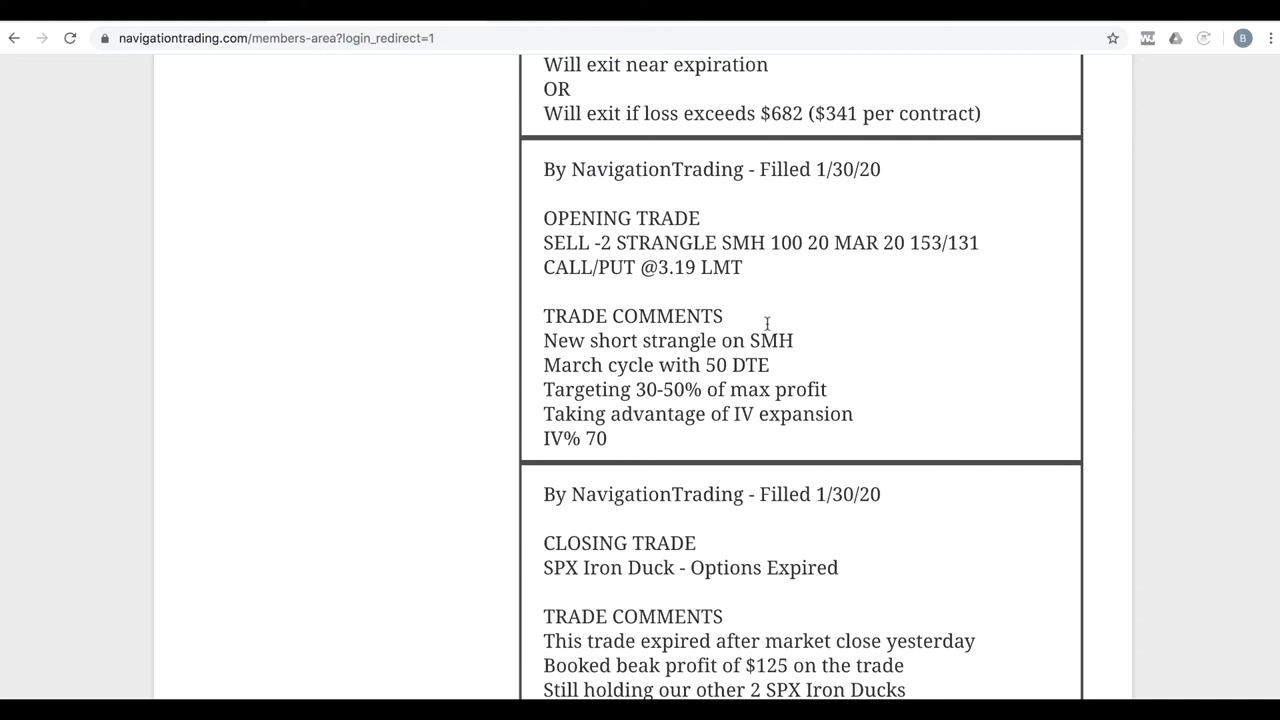 navigationtrading.com/members-area?login_redirect=1
B
Will exit near expiration
OR
Will exit if loss exceeds $682 ($341 per contract)
By NavigationTrading - Filled 1/30/20
OPENING TRADE
SELL -2 STRANGLE SMH 100 20 MAR 20 153/131
CALL/PUT @3.19 LMT
TRADE COMMENTS
New short strangle on SMH
March cycle with 50 DTE
Targeting 30-50% of max profit
Taking advantage of IV expansion
IV% 70
By NavigationTrading - Filled 1/30/20
CLOSING TRADE
SPX Iron Duck - Options Expired
TRADE COMMENTS
This trade expired after market close yesterday
Booked beak profit of $125 on the trade
Still holding our other 2 SPX Iron Ducks